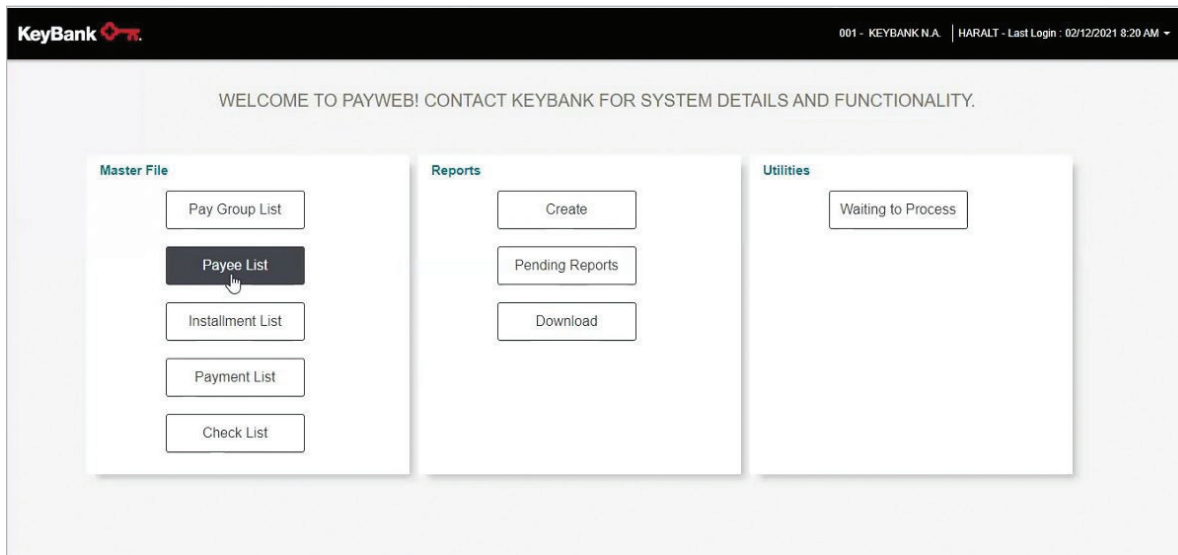 KeyBank
001 - KEYBANK N.A. HARALT - Last Login : 02/12/2021 8:20 AM
WELCOME TO PAYWEB! CONTACT KEYBANK FOR SYSTEM DETAILS AND FUNCTIONALITY.
Master File
Pay Group List
Payee List
Installment List
Payment List
Check List
Reports
Create
Pending Reports
Download
Utilities
Waiting to Process